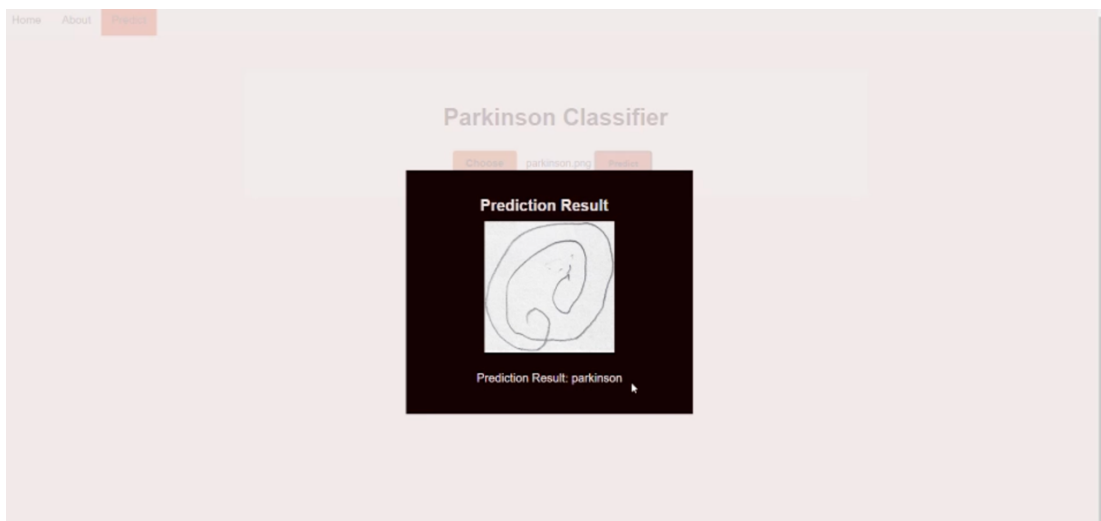 Home About Predict
Parkinson Classifier
Choose parkinson.png Predict
Prediction Result
Prediction Result: parkinson